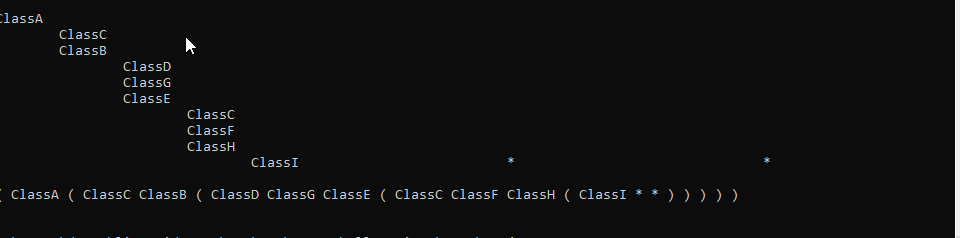 ClassA
ClassC
ClassB
ClassD
ClassG
ClassE
ClassC
ClassF
ClassH
ClassI * *
( ClassA ( ClassC ClassB ( ClassD ClassG ClassE ( ClassC ClassF ClassH ( ClassI * * ) ) ) ) )